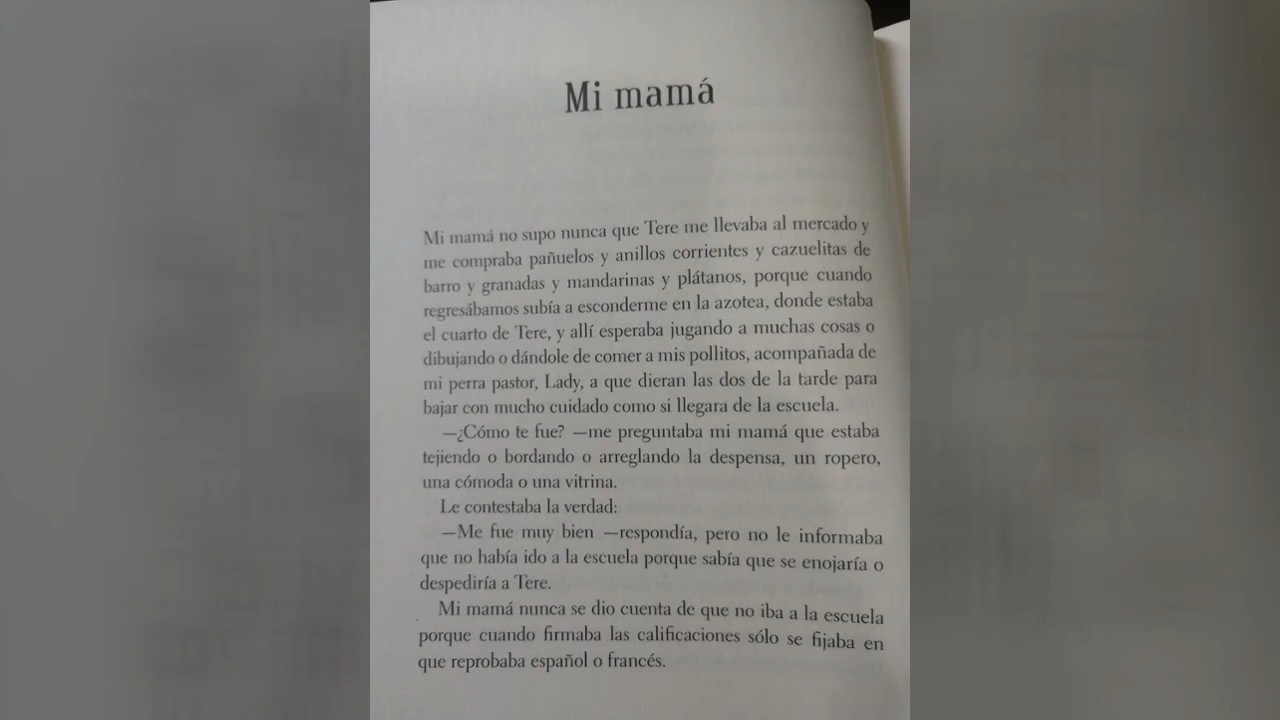 Mi mamá
Mi mamá no supo nunca que Tere me llevaba al mercado y
me compraba pañuelos y anillos corrientes y cazuelitas de
barro y granadas y mandarinas y plátanos, porque cuando
regresábamos subía a esconderme en la azotea, donde estaba
el cuarto de Tere, y allí esperaba jugando a muchas cosas o
dibujando o dándole de comer a mis pollitos, acompañada de
mi perra pastor, Lady, a que dieran las dos de la tarde para
bajar con mucho cuidado como si llegara de la escuela.
—¿Cómo te fue? —me preguntaba mi mamá que estaba
tejiendo o bordando o arreglando la despensa, un ropero,
una cómoda o una vitrina.
Le contestaba la verdad:
—Me fue muy bien —respondía, pero no le informaba
que no había ido a la escuela porque sabía que se enojaría o
despediría a Tere.
Mi mamá nunca se dio cuenta de que no iba a la escuela
porque cuando firmaba las calificaciones sólo se fijaba en
que reprobaba español o francés.